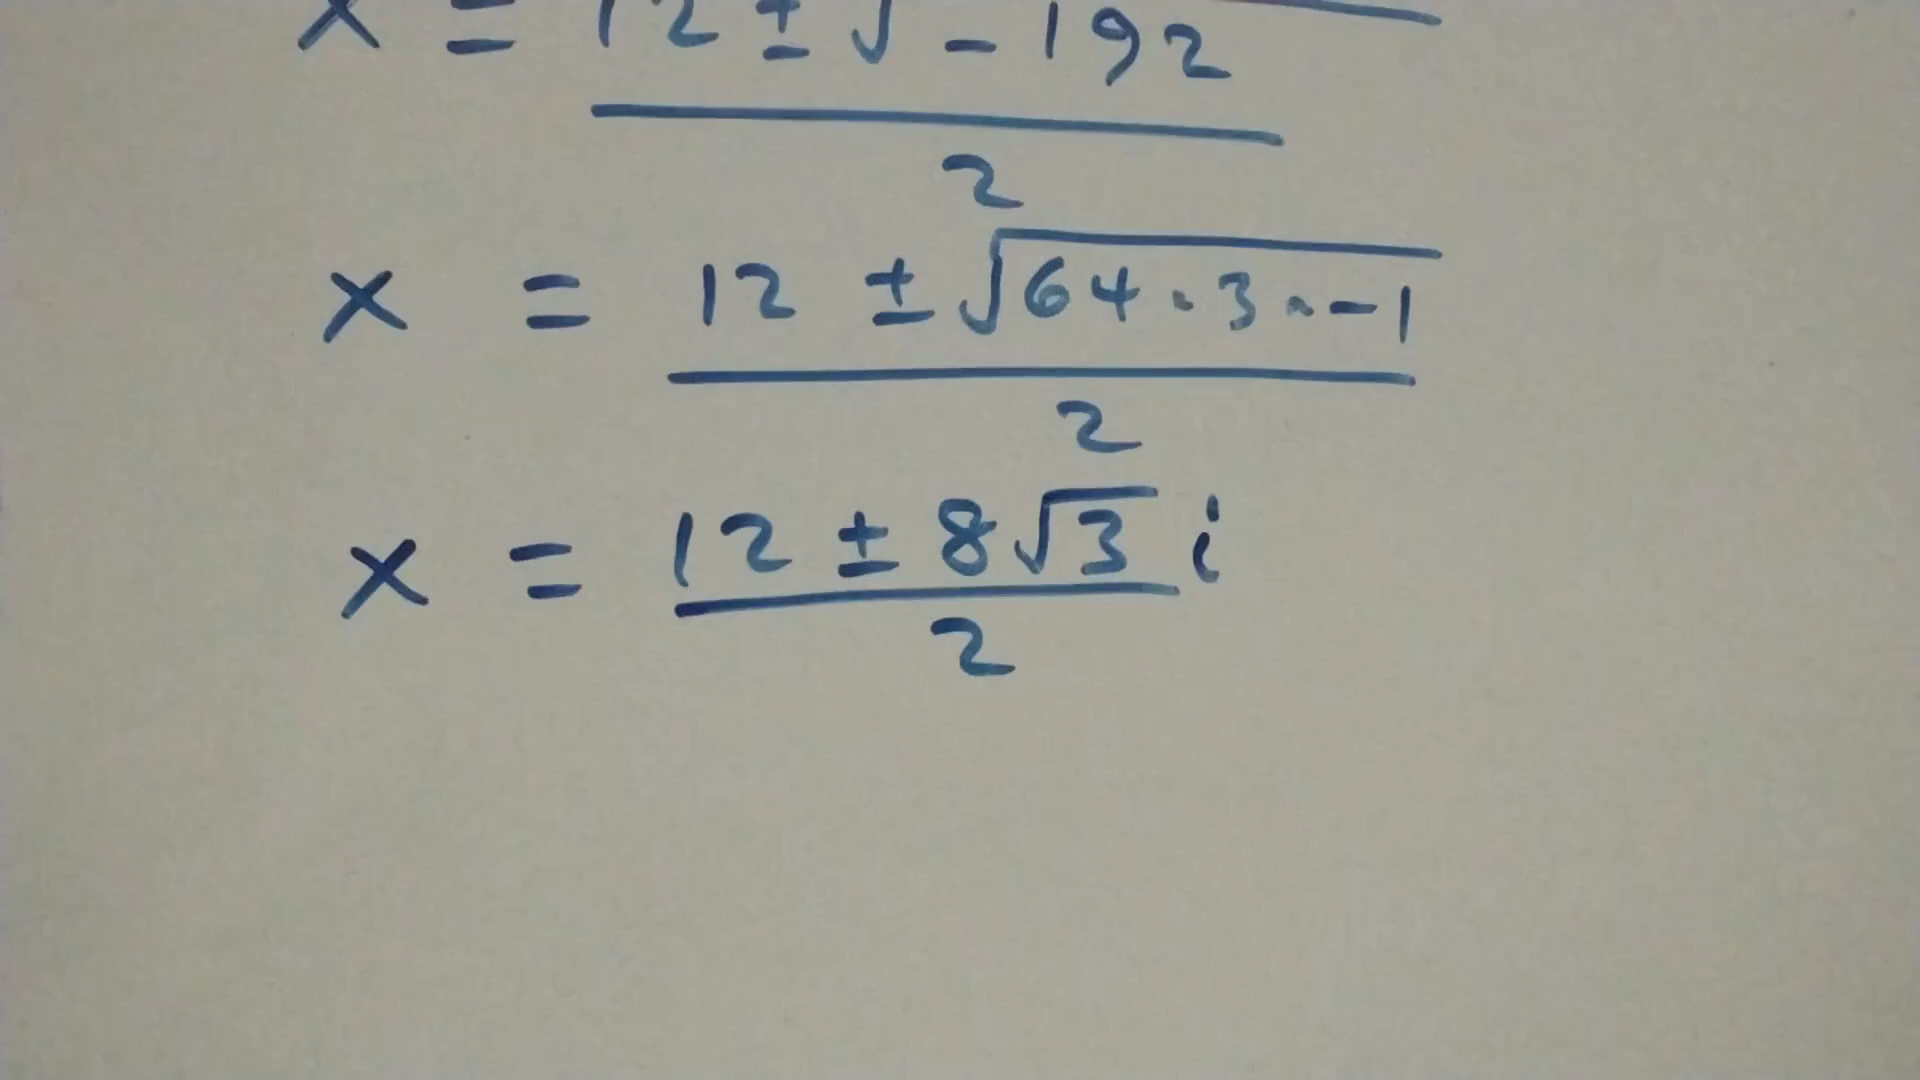 x = 12 ± √-192 / 2
x = 12 ± √64 · 3 · -1 / 2
x = 12 ± 8√3 i / 2